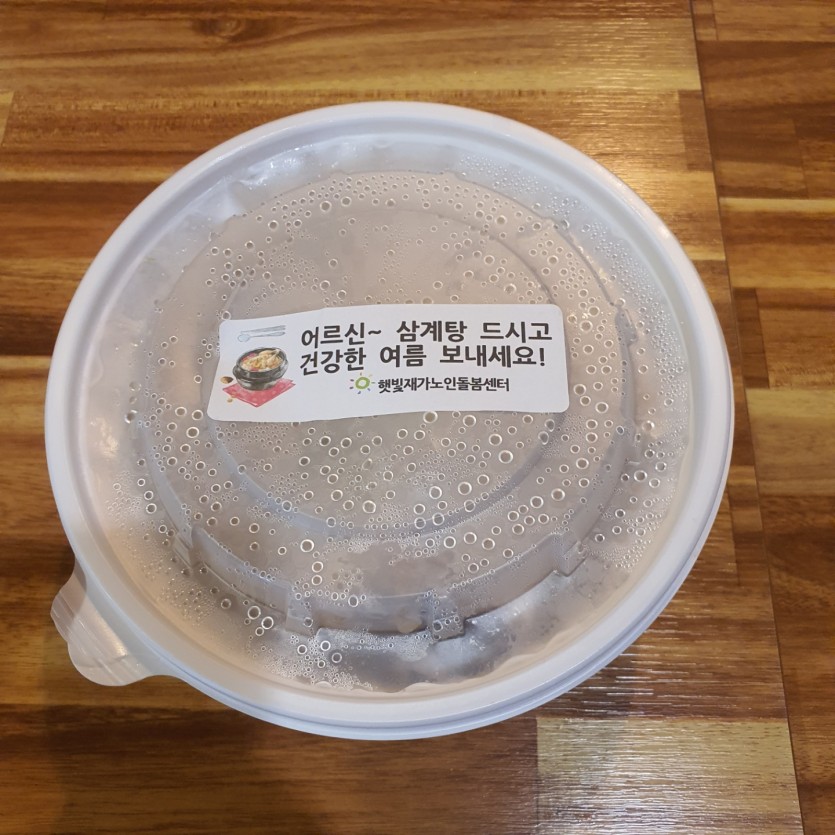 어르신~ 삼계탕 드시고
건강한 여름 보내세요!
햇빛재가노인돌봄센터